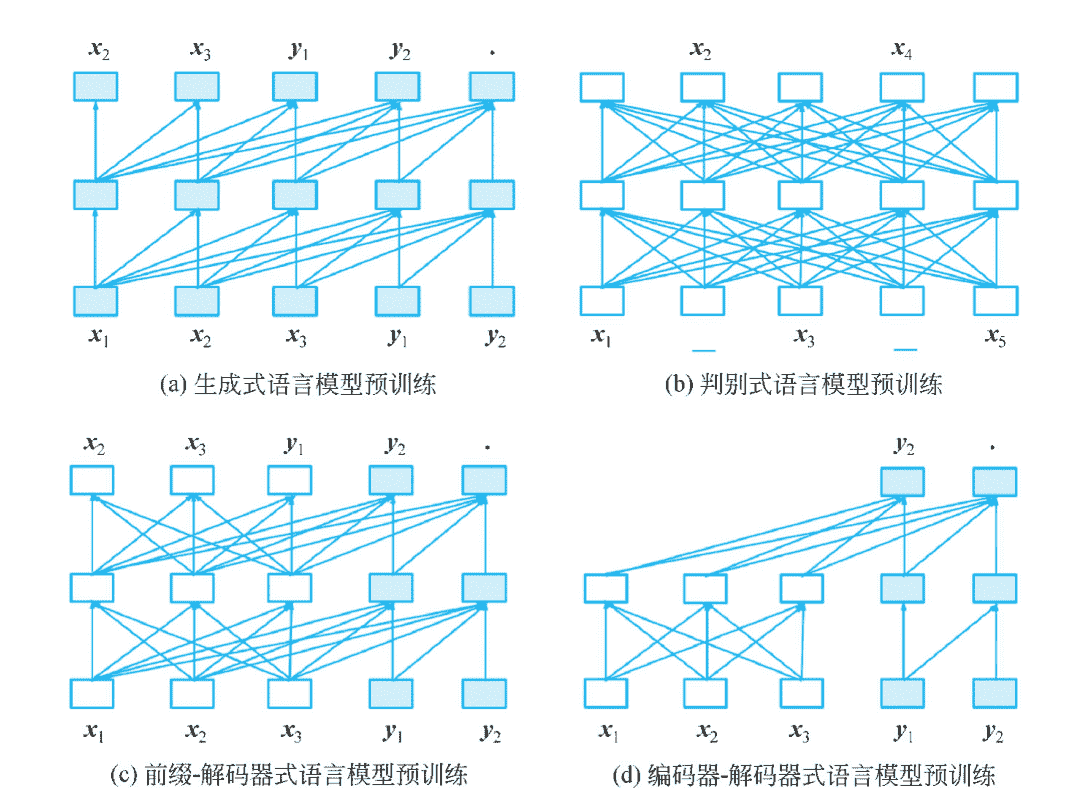 x₂ x₃ y₁ y₂ .
x₁ x₂ x₃ y₁ y₂
(a) 生成式语言模型预训练
x₂ x₄
x₁ _ x₃ _ x₅
(b) 判别式语言模型预训练
x₂ x₃ y₁ y₂ .
x₁ x₂ x₃ y₁ y₂
(c) 前缀-解码器式语言模型预训练
y₂ .
x₁ x₂ x₃ y₁ y₂
(d) 编码器-解码器式语言模型预训练